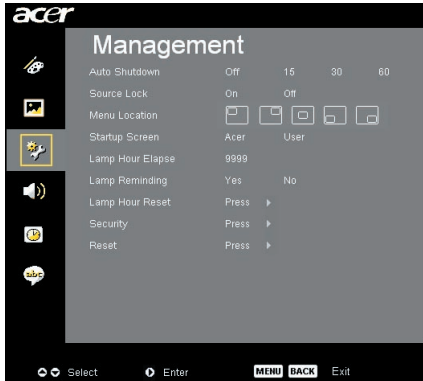 acer
Management
Auto Shutdown Off 15 30 60
Source Lock On Off
Menu Location
Startup Screen Acer User
Lamp Hour Elapse 9999
Lamp Reminding Yes No
Lamp Hour Reset Press
Security Press
Reset Press
abc
Select Enter MENU BACK Exit